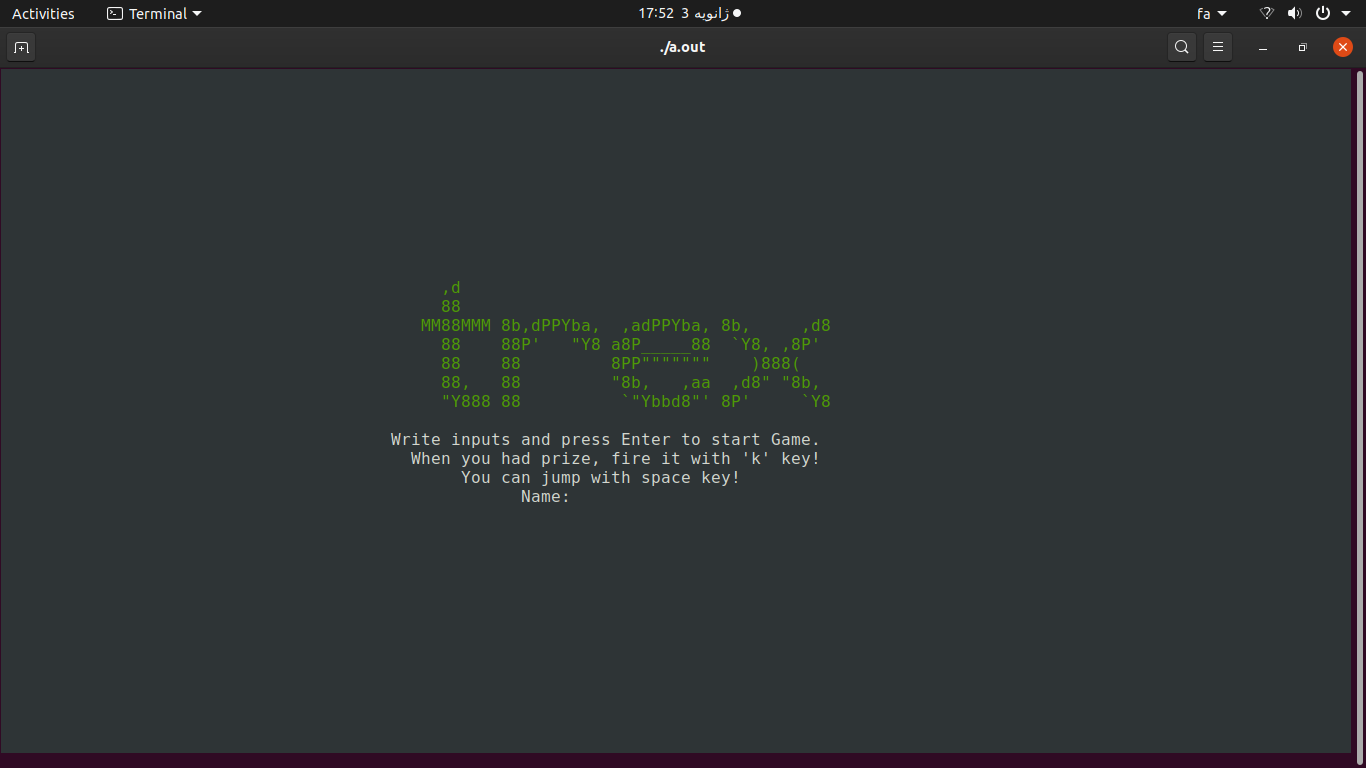 Activities Terminal 17:52 3 ژانویه fa
./a.out
        ,d
        88
      MM88MMM 8b,dPPYba,  ,adPPYba, 8b,     ,d8
        88    88P'   "Y8 a8P_____88  `Y8, ,8P'
        88    88         8PP"""""""    )888(
        88,   88         "8b,   ,aa  ,d8" "8b,
        "Y888 88          `"Ybbd8"' 8P'     `Y8
Write inputs and press Enter to start Game.
When you had prize, fire it with 'k' key!
You can jump with space key!
Name: